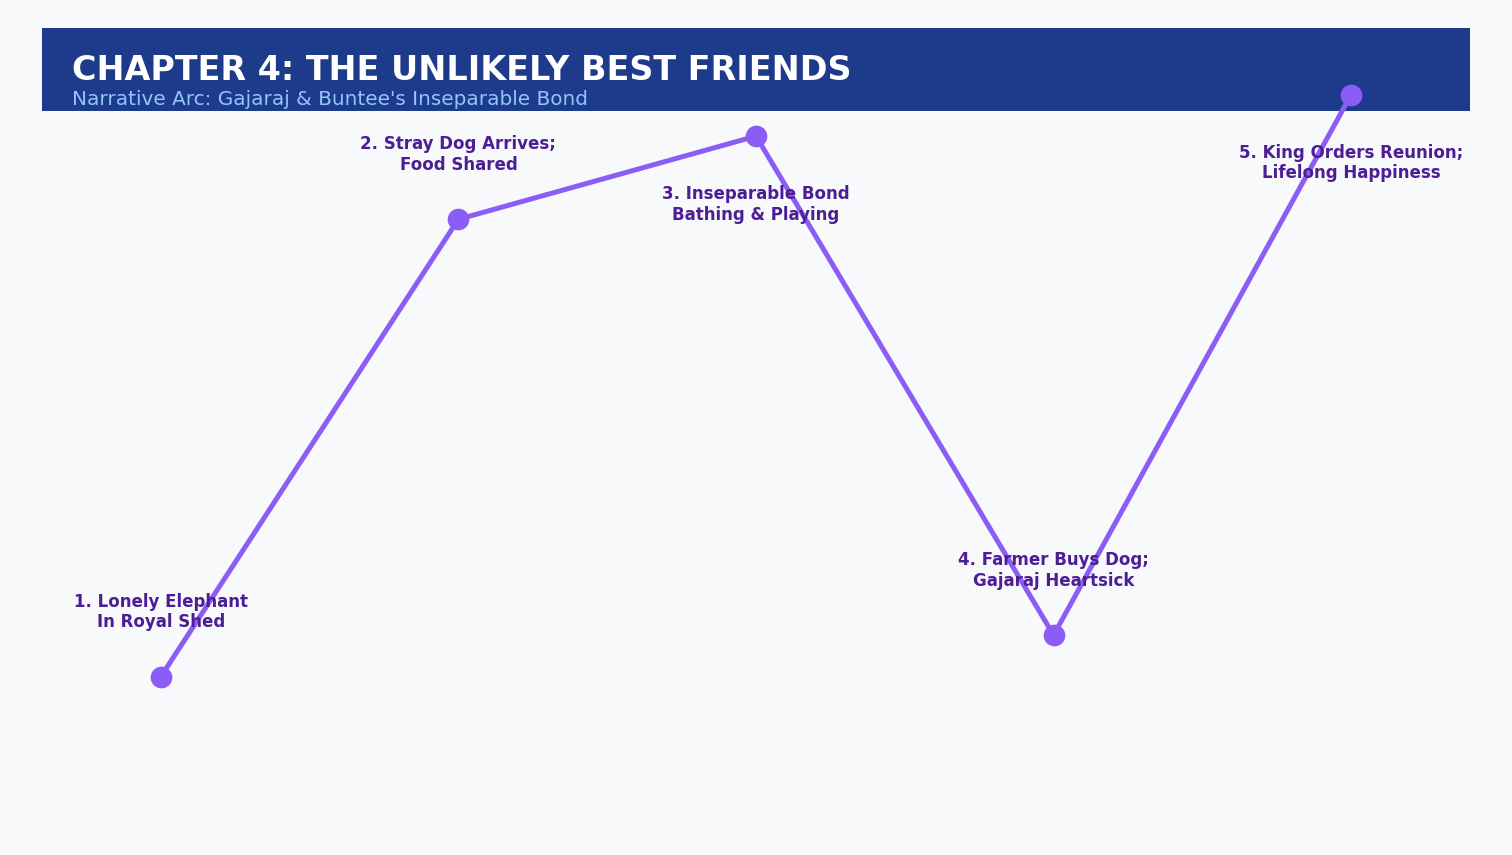 CHAPTER 4: THE UNLIKELY BEST FRIENDS
Narrative Arc: Gajaraj & Buntee's Inseparable Bond
1. Lonely Elephant
In Royal Shed
2. Stray Dog Arrives;
Food Shared
3. Inseparable Bond
Bathing & Playing
4. Farmer Buys Dog;
Gajaraj Heartsick
5. King Orders Reunion;
Lifelong Happiness